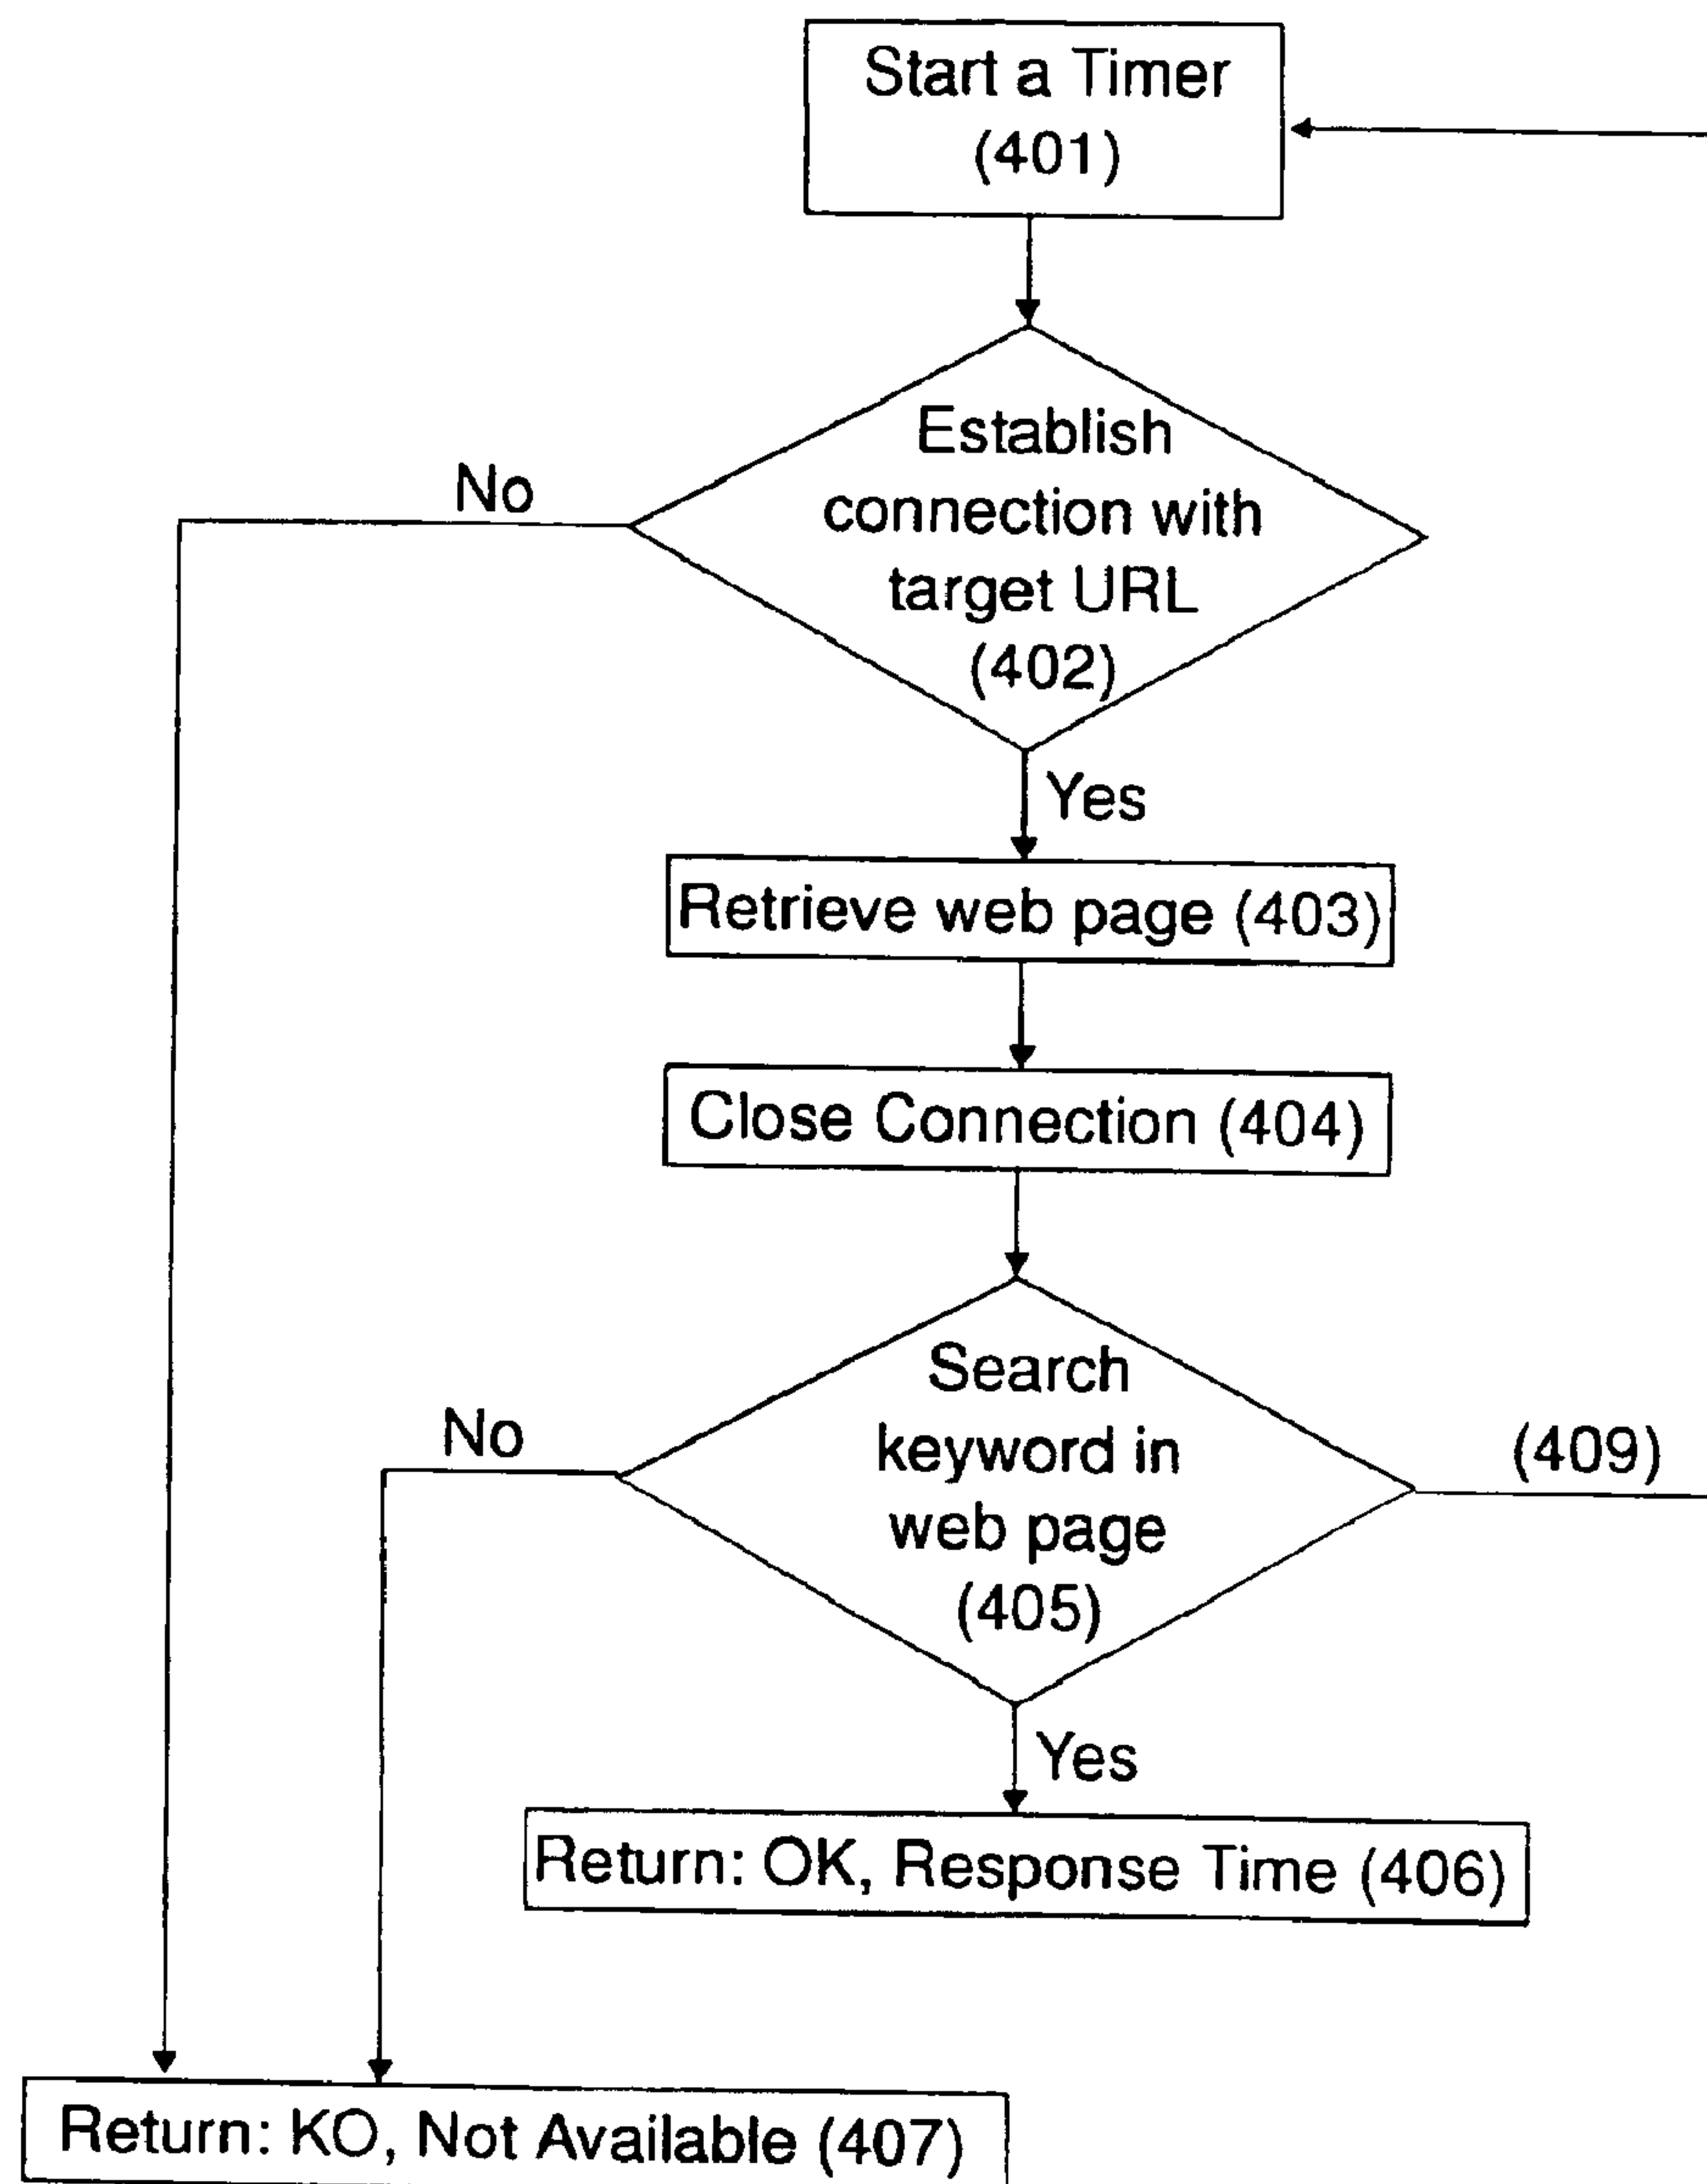 Start a Timer
(401)
Establish
connection with
target URL
(402)
No
Yes
Retrieve web page (403)
Close Connection (404)
Search
keyword in
web page
(405)
No
(409)
Yes
Return: OK, Response Time (406)
Return: KO, Not Available (407)